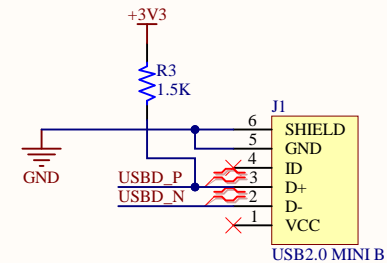 +3V3
R3
1.5K
J1
6 SHIELD
5 GND
4 ID
USBD_P 3 D+
USBD_N 2 D-
1 VCC
GND
USB2.0 MINI B